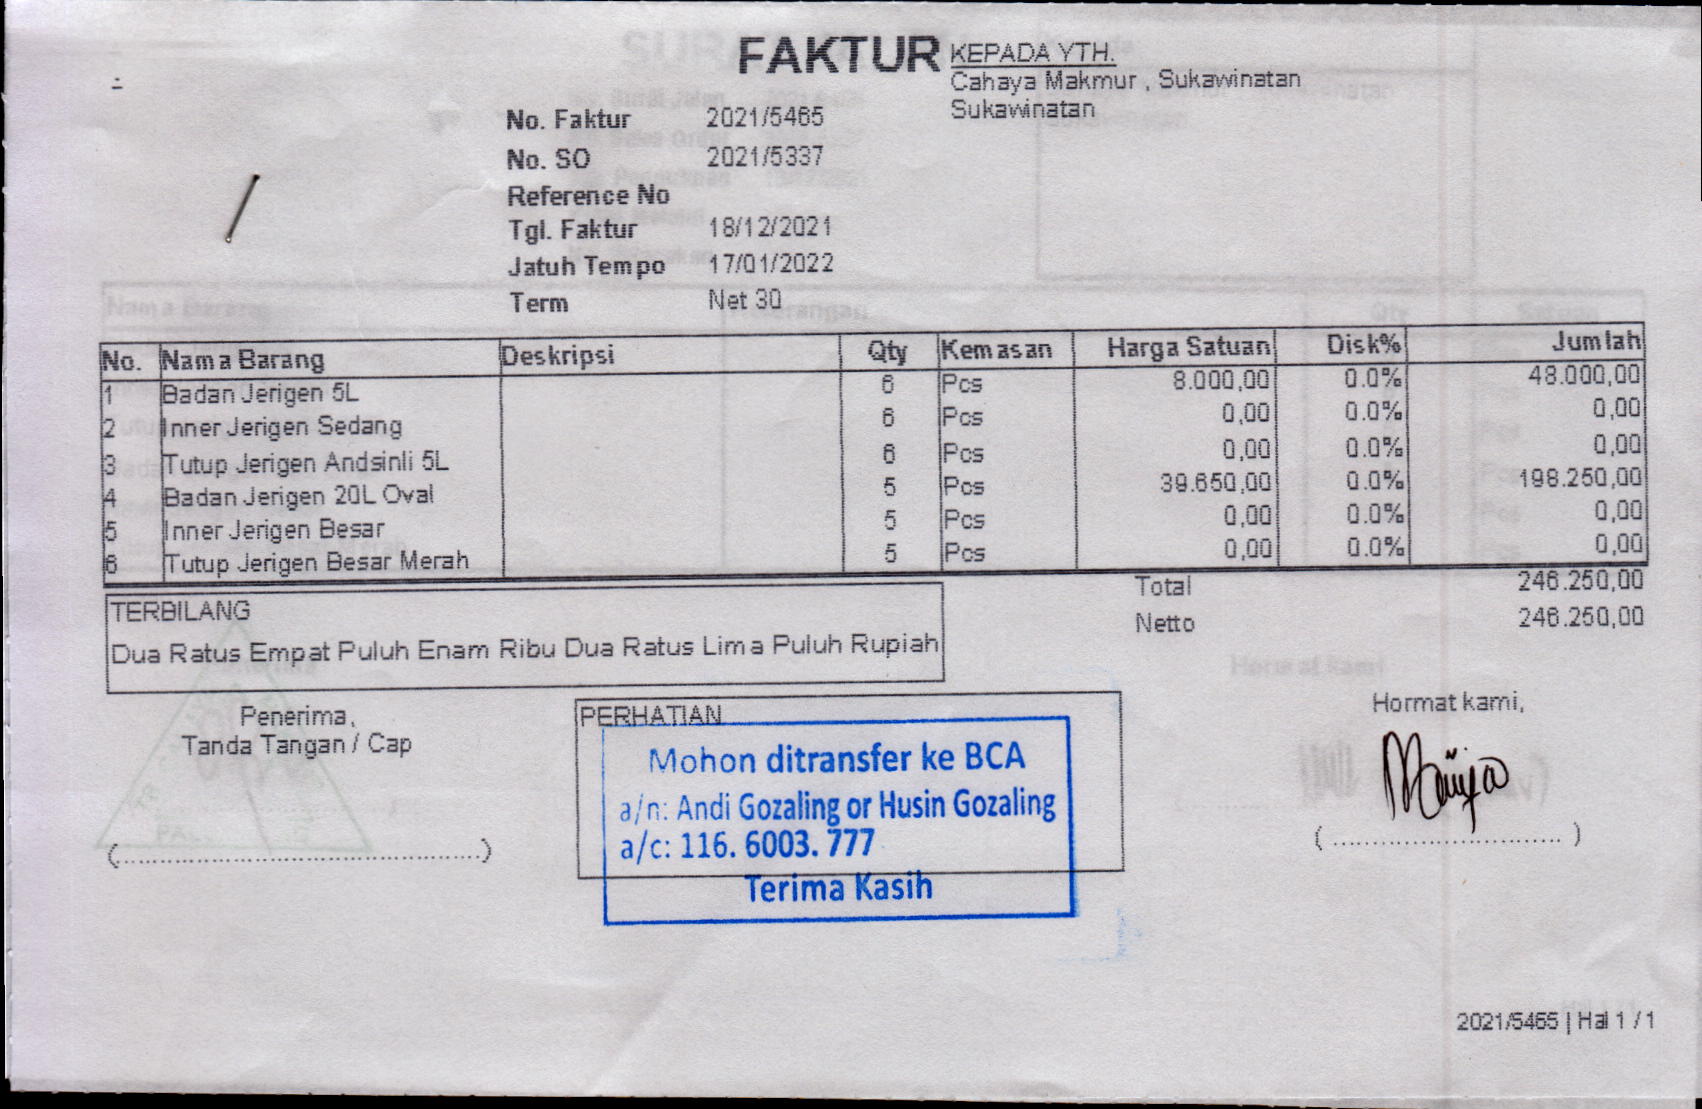 FAKTUR
KEPADA YTH.
Cahaya Makmur , Sukawinatan
Sukawinatan
No. Faktur 2021/5465
No. SO 2021/5337
Reference No
Tgl. Faktur 18/12/2021
Jatuh Tempo 17/01/2022
Term Net 30
No. Nama Barang Deskripsi Qty Kemasan Harga Satuan Disk% Jumlah
1 Badan Jerigen 5L 6 Pcs 8.000,00 0.0% 48.000,00
2 Inner Jerigen Sedang 6 Pcs 0,00 0.0% 0,00
3 Tutup Jerigen Andsinli 5L 6 Pcs 0,00 0.0% 0,00
4 Badan Jerigen 20L Oval 5 Pcs 39.650,00 0.0% 198.250,00
5 Inner Jerigen Besar 5 Pcs 0,00 0.0% 0,00
6 Tutup Jerigen Besar Merah 5 Pcs 0,00 0.0% 0,00
Total 246.250,00
Netto 246.250,00
TERBILANG
Dua Ratus Empat Puluh Enam Ribu Dua Ratus Lima Puluh Rupiah
Penerima,
Tanda Tangan / Cap
(................................................)
PERHATIAN
Mohon ditransfer ke BCA
a/n: Andi Gozaling or Husin Gozaling
a/c: 116. 6003. 777
Terima Kasih
Hormat kami,
( .............................. )
2021/5465 | Hal 1 / 1